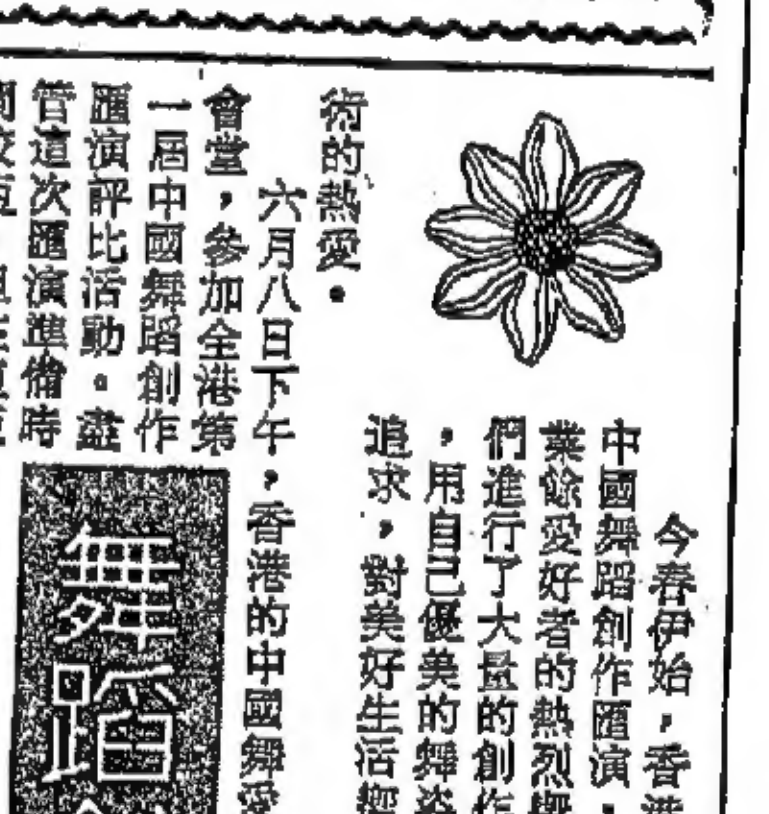 今春伊始，香港
中國舞蹈創作匯演，
業餘愛好者的熱烈
們進行了大量的創作
，用自己優美的舞姿
追求，對美好生活
術的熱愛。
六月八日下午，香港的中國舞愛
會堂，參加全港第
一屆中國舞蹈創作
匯演評比活動。盡
管這次匯演準備時
舞蹈